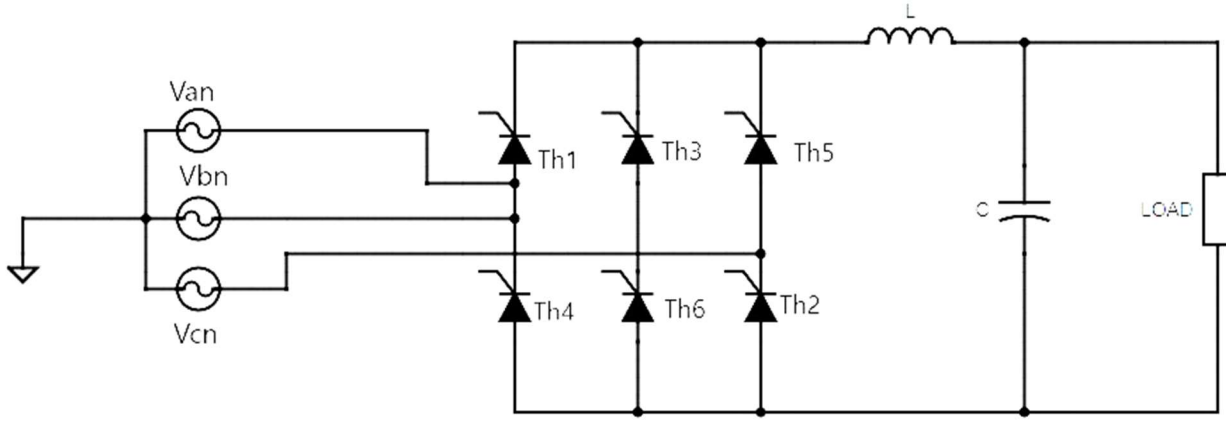 L
Van
Th1
Th3
Th5
Vbn
C
LOAD
Th4
Th6
Th2
Vcn